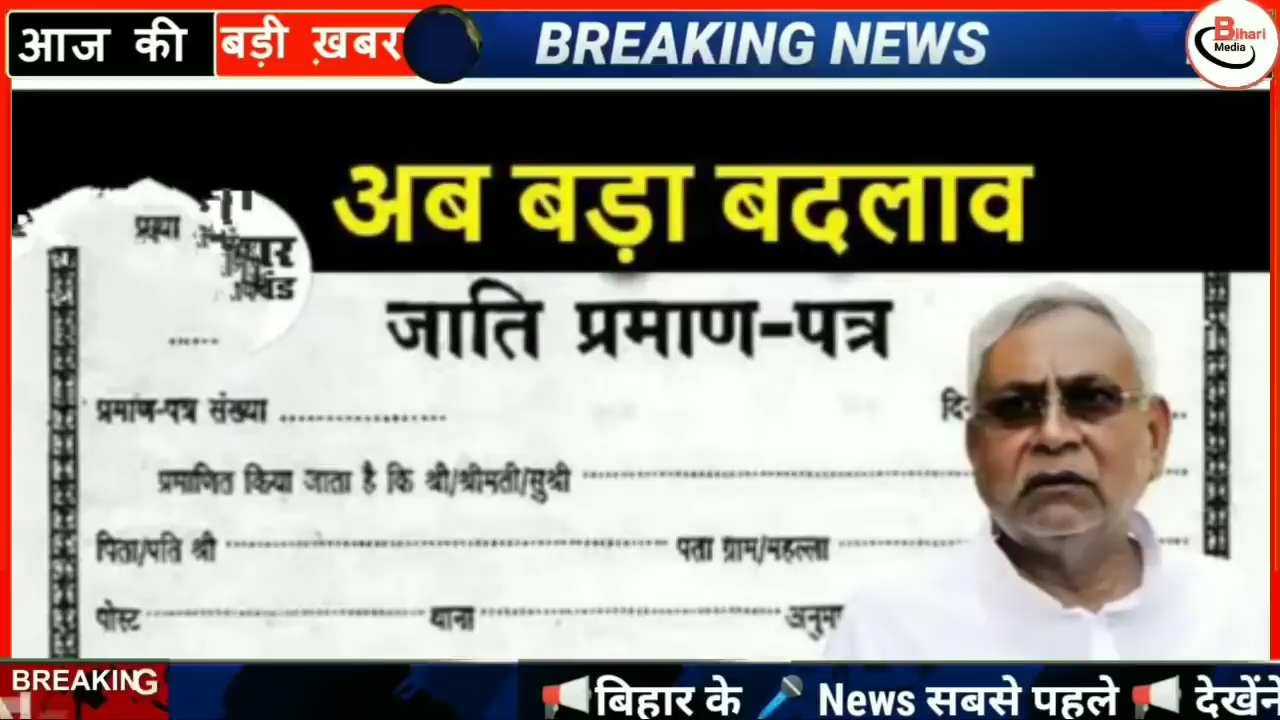 आज की बड़ी ख़बर
BREAKING NEWS
Bihari
Media
अब बड़ा बदलाव
जाति प्रमाण-पत्र
प्रमाण-पत्र संख्या
प्रमाणित किया जाता है कि श्री/श्रीमती/सुश्री
पिता/पति श्री
पता ग्राम/महल्ला
पोस्ट
थाना
BREAKING
बिहार के News सबसे पहले देखेंने